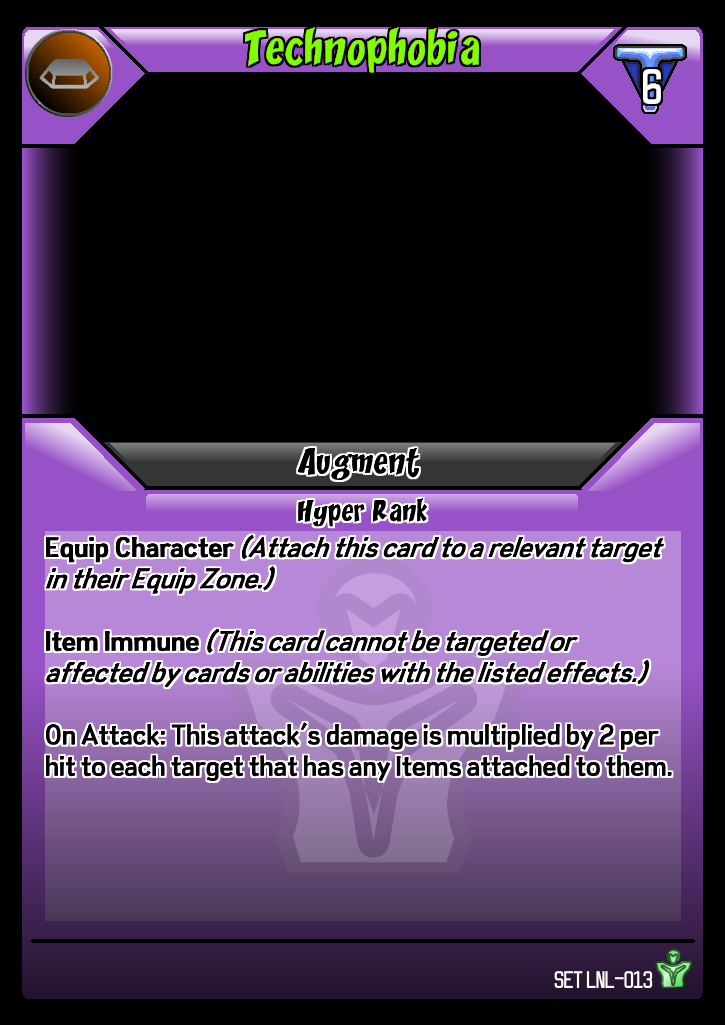 Technophobia
6
Augment
Hyper Rank
Equip Character (Attach this card to a relevant target
in their Equip Zone.)
Item Immune (This card cannot be targeted or
affected by cards or abilities with the listed effects.)
On Attack: This attack's damage is multiplied by 2 per
hit to each target that has any Items attached to them.
SET LNL-013